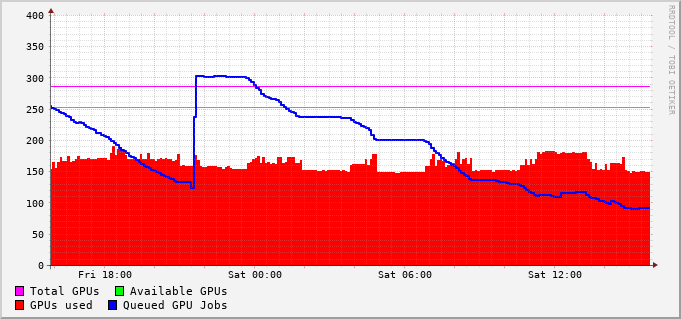 400
350
300
250
200
150
100
50
0
Fri 18:00 Sat 00:00 Sat 06:00 Sat 12:00
Total GPUs Available GPUs
GPUs used Queued GPU Jobs
RRDTOOL / TOBI OETIKER